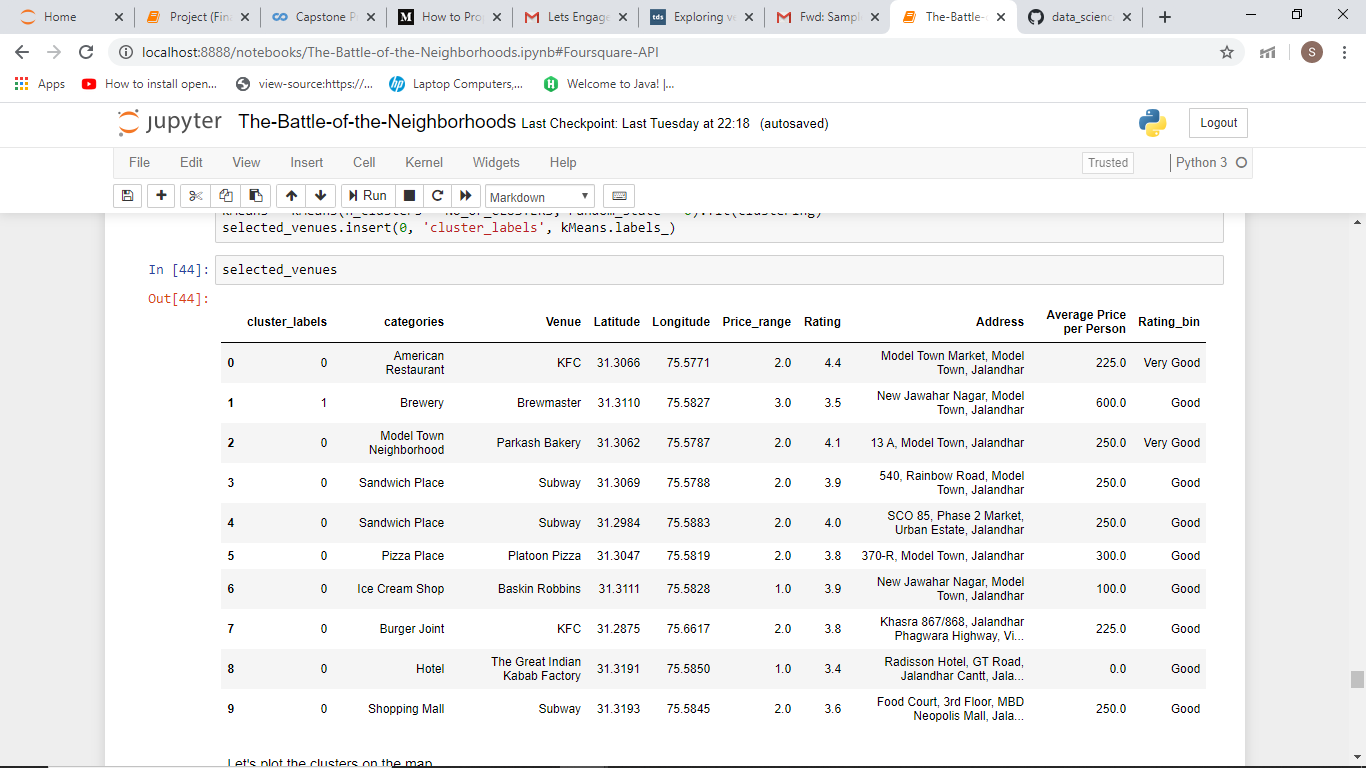 Home
Project (Fin
Capstone P
How to Pro
Lets Engage
Exploring v
Fwd: Sampl
The-Battle-
data_scienc
localhost:8888/notebooks/The-Battle-of-the-Neighborhoods.ipynb#Foursquare-API
S
Apps
How to install open...
view-source:https://...
Laptop Computers,...
Welcome to Java! |...
jupyter The-Battle-of-the-Neighborhoods Last Checkpoint: Last Tuesday at 22:18 (autosaved)
Logout
File Edit View Insert Cell Kernel Widgets Help
Trusted
Python 3
Run
Markdown
selected_venues.insert(0, 'cluster_labels', kMeans.labels_)
In [44]: selected_venues
Out[44]:
cluster_labels categories Venue Latitude Longitude Price_range Rating Address Average Price per Person Rating_bin
0 0 American Restaurant KFC 31.3066 75.5771 2.0 4.4 Model Town Market, Model Town, Jalandhar 225.0 Very Good
1 1 Brewery Brewmaster 31.3110 75.5827 3.0 3.5 New Jawahar Nagar, Model Town, Jalandhar 600.0 Good
2 0 Model Town Neighborhood Parkash Bakery 31.3062 75.5787 2.0 4.1 13 A, Model Town, Jalandhar 250.0 Very Good
3 0 Sandwich Place Subway 31.3069 75.5788 2.0 3.9 540, Rainbow Road, Model Town, Jalandhar 250.0 Good
4 0 Sandwich Place Subway 31.2984 75.5883 2.0 4.0 SCO 85, Phase 2 Market, Urban Estate, Jalandhar 250.0 Good
5 0 Pizza Place Platoon Pizza 31.3047 75.5819 2.0 3.8 370-R, Model Town, Jalandhar 300.0 Good
6 0 Ice Cream Shop Baskin Robbins 31.3111 75.5828 1.0 3.9 New Jawahar Nagar, Model Town, Jalandhar 100.0 Good
7 0 Burger Joint KFC 31.2875 75.6617 2.0 3.8 Khasra 867/868, Jalandhar Phagwara Highway, Vi... 225.0 Good
8 0 Hotel The Great Indian Kabab Factory 31.3191 75.5850 1.0 3.4 Radisson Hotel, GT Road, Jalandhar Cantt, Jala... 0.0 Good
9 0 Shopping Mall Subway 31.3193 75.5845 2.0 3.6 Food Court, 3rd Floor, MBD Neopolis Mall, Jala... 250.0 Good
Let's plot the clusters on the map